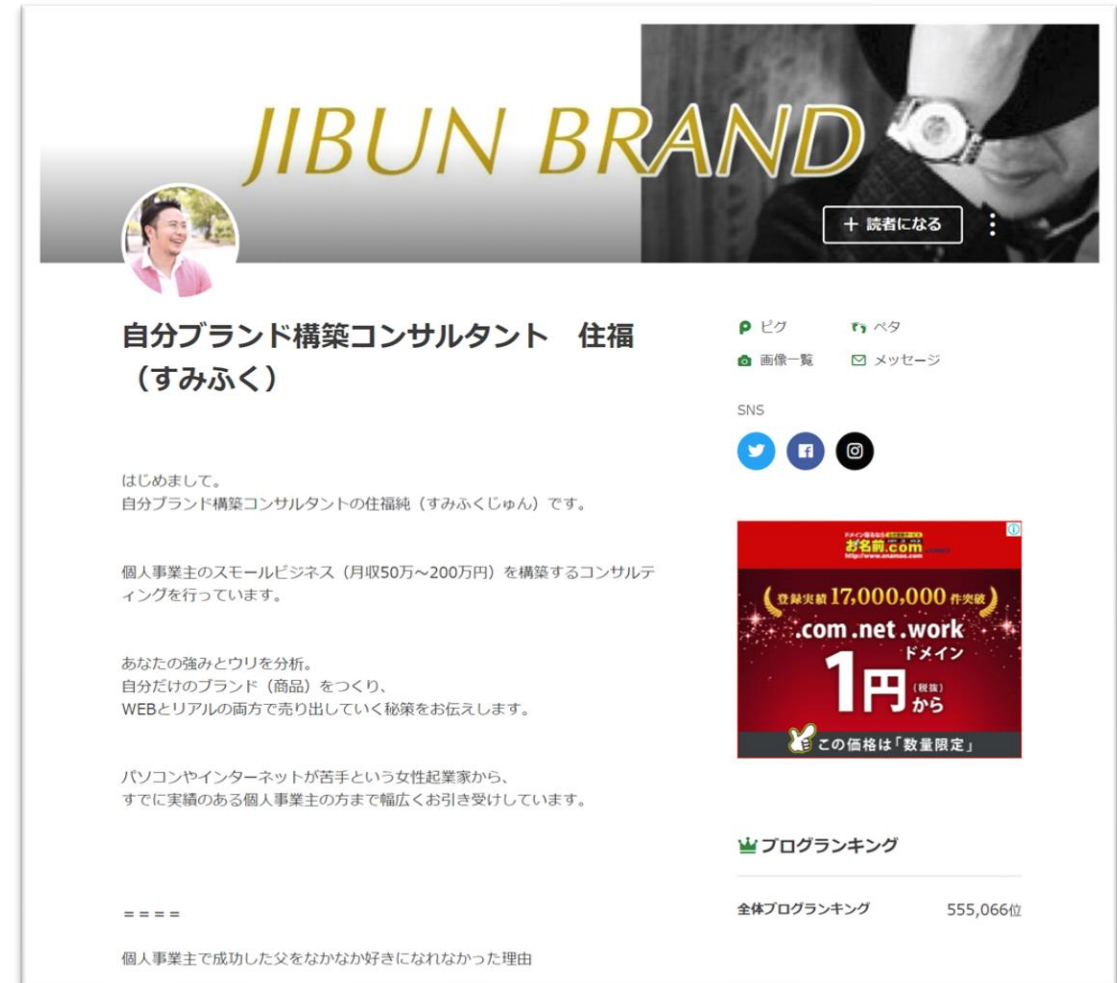 JIBUN BRAND
＋ 読者になる
自分ブランド構築コンサルタント　住福
（すみふく）
はじめまして。
自分ブランド構築コンサルタントの住福純（すみふくじゅん）です。
個人事業主のスモールビジネス（月収50万～200万円）を構築するコンサルテ
ィングを行っています。
あなたの強みとウリを分析。
自分だけのブランド（商品）をつくり、
WEBとリアルの両方で売り出していく秘策をお伝えします。
パソコンやインターネットが苦手という女性起業家から、
すでに実績のある個人事業主の方まで幅広くお引き受けしています。
＝＝＝＝
個人事業主で成功した父をなかなか好きになれなかった理由
ピグ
ペタ
画像一覧
メッセージ
SNS
お名前.com
http://www.onamae.com
登録実績 17,000,000 件突破
.com .net .work
ドメイン
1円 (税抜) から
この価格は「数量限定」
ブログランキング
全体ブログランキング 555,066位